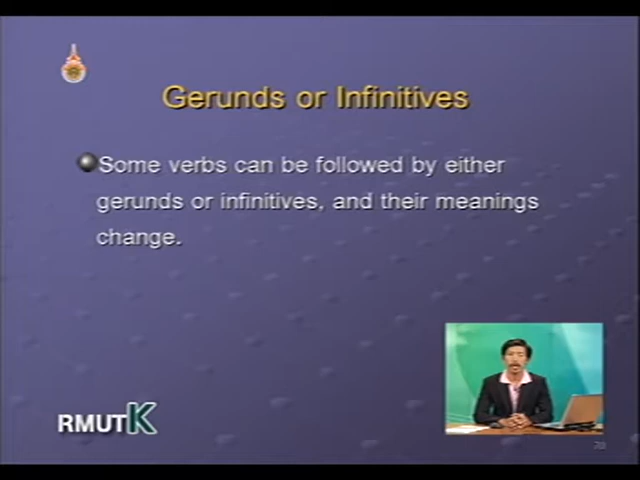 Gerunds or Infinitives
Some verbs can be followed by either
gerunds or infinitives, and their meanings
change.
RMUTK